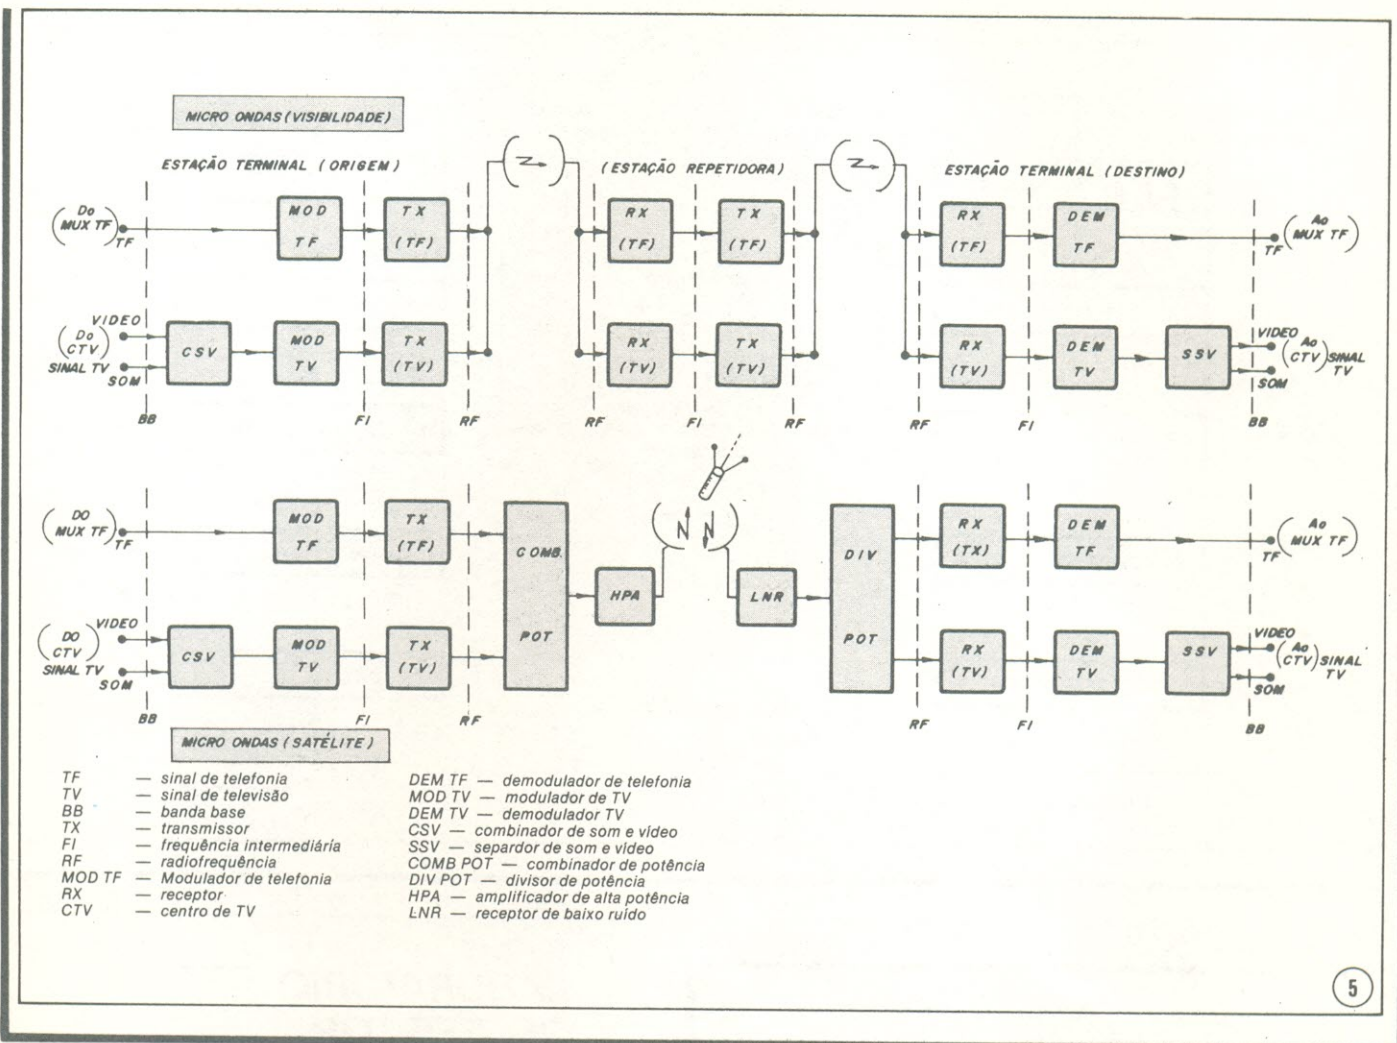 MICRO ONDAS (VISIBILIDADE)
ESTAÇÃO TERMINAL (ORIGEM)
(ESTAÇÃO REPETIDORA)
ESTAÇÃO TERMINAL (DESTINO)
(Do MUX TF)
TF
MOD TF
TX (TF)
RX (TF)
TX (TF)
RX (TF)
DEM TF
TF
(Ao MUX TF)
VIDEO
(Do CTV)
SINAL TV
SOM
CSV
MOD TV
TX (TV)
RX (TV)
TX (TV)
RX (TV)
DEM TV
SSV
VIDEO
(Ao CTV) SINAL TV
SOM
BB
FI
RF
RF
FI
RF
RF
FI
BB
(DO MUX TF)
TF
MOD TF
TX (TF)
COMB. POT
HPA
LNR
DIV POT
RX (TX)
DEM TF
TF
(Ao MUX TF)
VIDEO
(DO CTV)
SINAL TV
SOM
CSV
MOD TV
TX (TV)
RX (TV)
DEM TV
SSV
VIDEO
(Ao CTV) SINAL TV
SOM
BB
FI
RF
RF
FI
BB
MICRO ONDAS (SATÉLITE)
TF — sinal de telefonia
TV — sinal de televisão
BB — banda base
TX — transmissor
FI — frequência intermediária
RF — radiofrequência
MOD TF — Modulador de telefonia
RX — receptor
CTV — centro de TV
DEM TF — demodulador de telefonia
MOD TV — modulador de TV
DEM TV — demodulador TV
CSV — combinador de som e vídeo
SSV — separdor de som e vídeo
COMB POT — combinador de potência
DIV POT — divisor de potência
HPA — amplificador de alta potência
LNR — receptor de baixo ruído
5